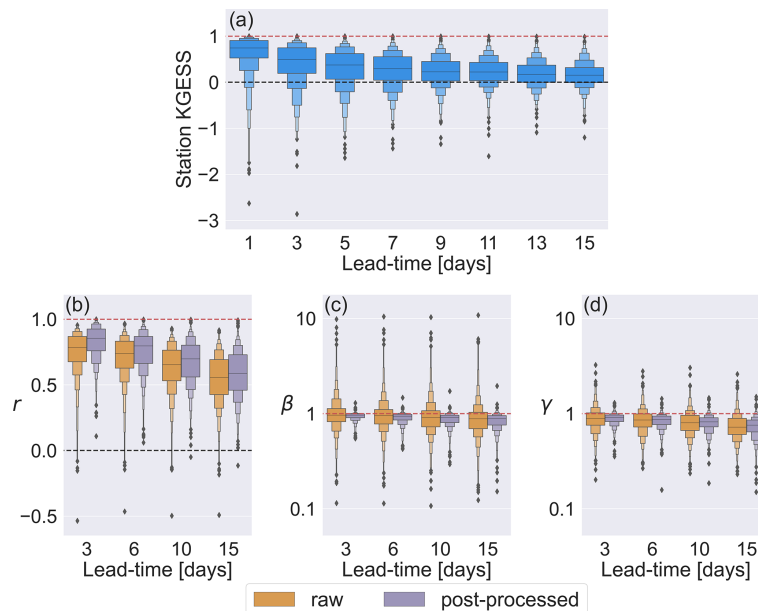 (a)
Station KGESS
1
0
−1
−2
−3
1 3 5 7 9 11 13 15
Lead-time [days]
(b)
r
1.0
0.5
0.0
−0.5
3 6 10 15
Lead-time [days]
(c)
β
10
1
0.1
3 6 10 15
Lead-time [days]
(d)
γ
10
1
0.1
3 6 10 15
Lead-time [days]
raw post-processed